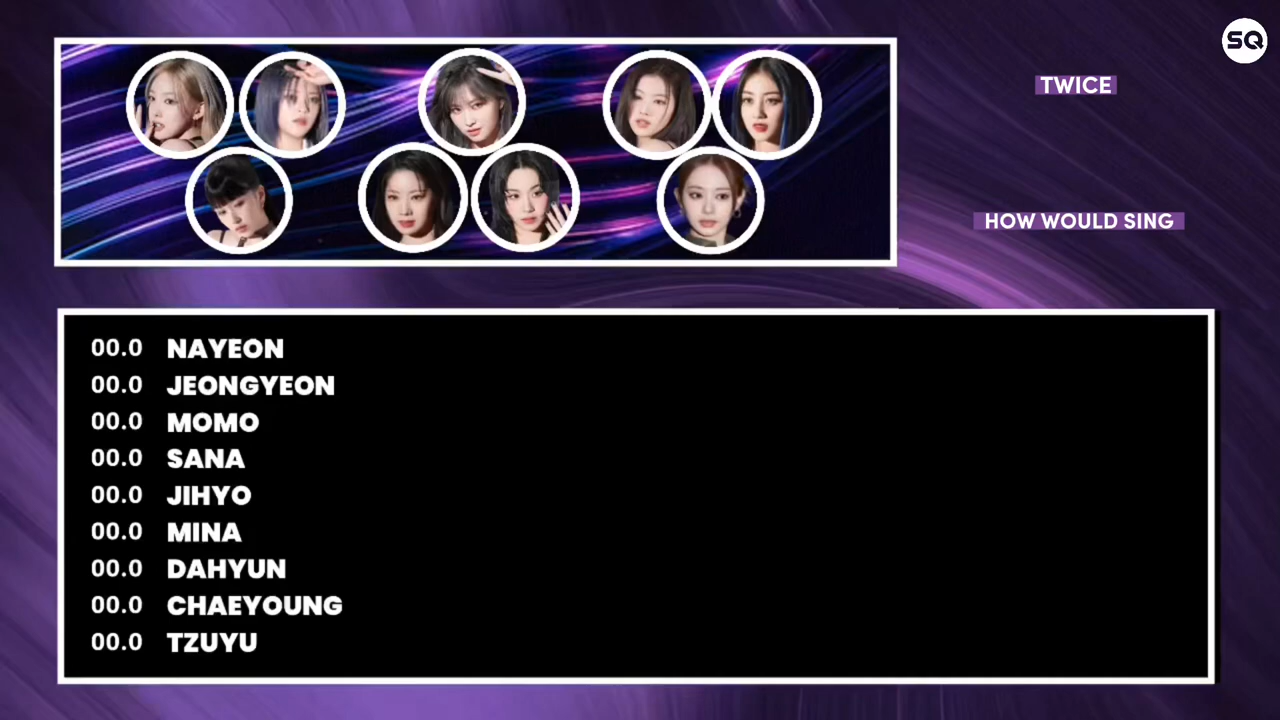 SQ
TWICE
HOW WOULD SING
00.0 NAYEON
00.0 JEONGYEON
00.0 MOMO
00.0 SANA
00.0 JIHYO
00.0 MINA
00.0 DAHYUN
00.0 CHAEYOUNG
00.0 TZUYU